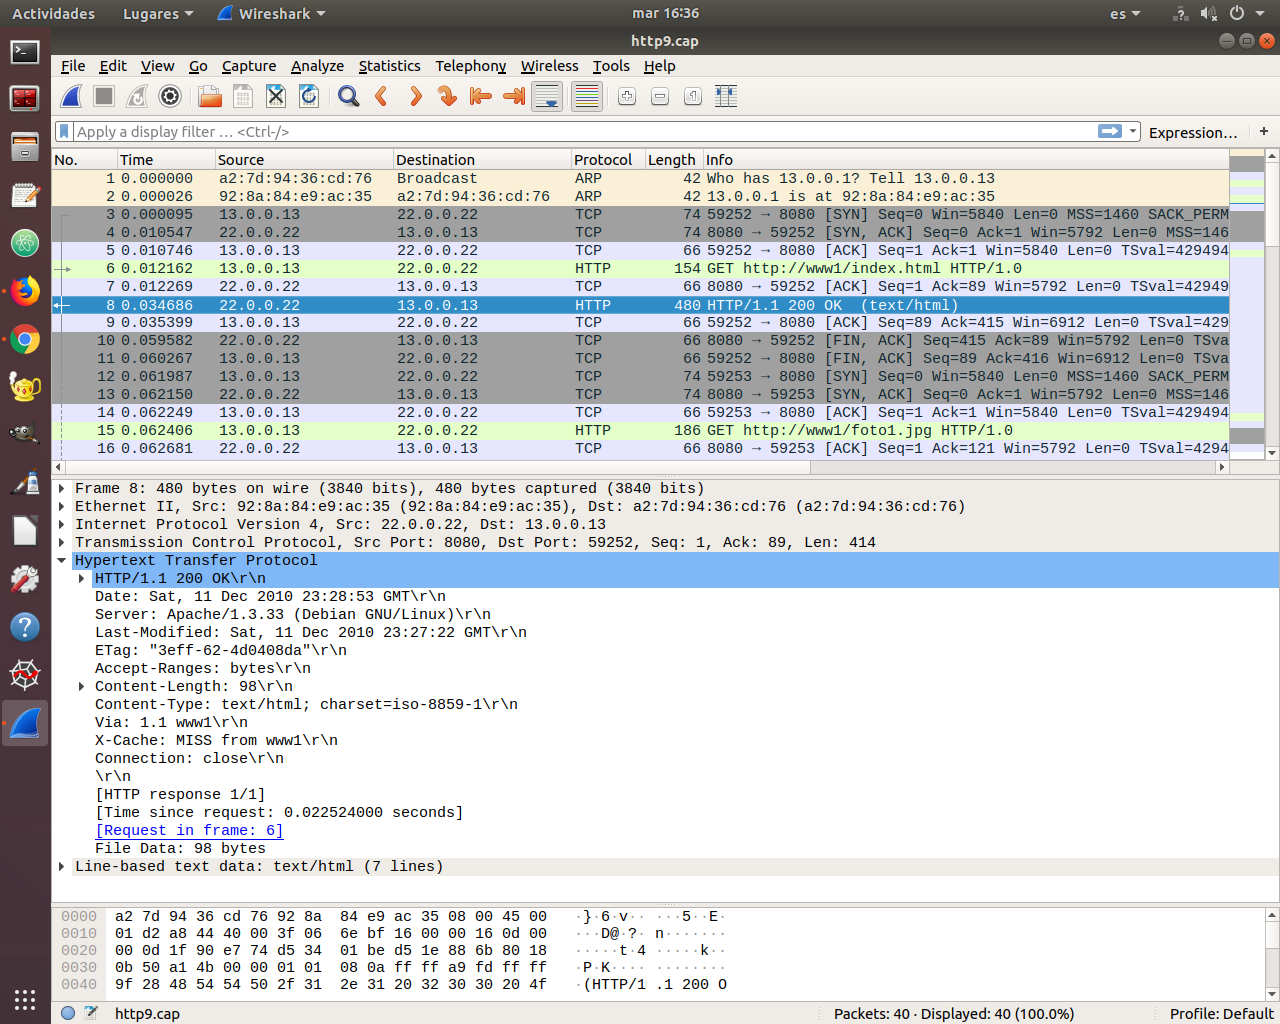 Actividades Lugares Wireshark mar 16:36 es
http9.cap
File Edit View Go Capture Analyze Statistics Telephony Wireless Tools Help
Apply a display filter … <Ctrl-/> Expression… +
No. Time Source Destination Protocol Length Info
1 0.000000 a2:7d:94:36:cd:76 Broadcast ARP 42 Who has 13.0.0.1? Tell 13.0.0.13
2 0.000026 92:8a:84:e9:ac:35 a2:7d:94:36:cd:76 ARP 42 13.0.0.1 is at 92:8a:84:e9:ac:35
3 0.000095 13.0.0.13 22.0.0.22 TCP 74 59252 → 8080 [SYN] Seq=0 Win=5840 Len=0 MSS=1460 SACK_PERM
4 0.010547 22.0.0.22 13.0.0.13 TCP 74 8080 → 59252 [SYN, ACK] Seq=0 Ack=1 Win=5792 Len=0 MSS=146
5 0.010746 13.0.0.13 22.0.0.22 TCP 66 59252 → 8080 [ACK] Seq=1 Ack=1 Win=5840 Len=0 TSval=429494
6 0.012162 13.0.0.13 22.0.0.22 HTTP 154 GET http://www1/index.html HTTP/1.0
7 0.012269 22.0.0.22 13.0.0.13 TCP 66 8080 → 59252 [ACK] Seq=1 Ack=89 Win=5792 Len=0 TSval=42949
8 0.034686 22.0.0.22 13.0.0.13 HTTP 480 HTTP/1.1 200 OK (text/html)
9 0.035399 13.0.0.13 22.0.0.22 TCP 66 59252 → 8080 [ACK] Seq=89 Ack=415 Win=6912 Len=0 TSval=429
10 0.059582 22.0.0.22 13.0.0.13 TCP 66 8080 → 59252 [FIN, ACK] Seq=415 Ack=89 Win=5792 Len=0 TSva
11 0.060267 13.0.0.13 22.0.0.22 TCP 66 59252 → 8080 [FIN, ACK] Seq=89 Ack=416 Win=6912 Len=0 TSva
12 0.061987 13.0.0.13 22.0.0.22 TCP 74 59253 → 8080 [SYN] Seq=0 Win=5840 Len=0 MSS=1460 SACK_PERM
13 0.062150 22.0.0.22 13.0.0.13 TCP 74 8080 → 59253 [SYN, ACK] Seq=0 Ack=1 Win=5792 Len=0 MSS=146
14 0.062249 13.0.0.13 22.0.0.22 TCP 66 59253 → 8080 [ACK] Seq=1 Ack=1 Win=5840 Len=0 TSval=429494
15 0.062406 13.0.0.13 22.0.0.22 HTTP 186 GET http://www1/foto1.jpg HTTP/1.0
16 0.062681 22.0.0.22 13.0.0.13 TCP 66 8080 → 59253 [ACK] Seq=1 Ack=121 Win=5792 Len=0 TSval=4294
Frame 8: 480 bytes on wire (3840 bits), 480 bytes captured (3840 bits)
Ethernet II, Src: 92:8a:84:e9:ac:35 (92:8a:84:e9:ac:35), Dst: a2:7d:94:36:cd:76 (a2:7d:94:36:cd:76)
Internet Protocol Version 4, Src: 22.0.0.22, Dst: 13.0.0.13
Transmission Control Protocol, Src Port: 8080, Dst Port: 59252, Seq: 1, Ack: 89, Len: 414
Hypertext Transfer Protocol
HTTP/1.1 200 OK\r\n
Date: Sat, 11 Dec 2010 23:28:53 GMT\r\n
Server: Apache/1.3.33 (Debian GNU/Linux)\r\n
Last-Modified: Sat, 11 Dec 2010 23:27:22 GMT\r\n
ETag: "3eff-62-4d0408da"\r\n
Accept-Ranges: bytes\r\n
Content-Length: 98\r\n
Content-Type: text/html; charset=iso-8859-1\r\n
Via: 1.1 www1\r\n
X-Cache: MISS from www1\r\n
Connection: close\r\n
\r\n
[HTTP response 1/1]
[Time since request: 0.022524000 seconds]
[Request in frame: 6]
File Data: 98 bytes
Line-based text data: text/html (7 lines)
0000 a2 7d 94 36 cd 76 92 8a 84 e9 ac 35 08 00 45 00 ·}·6·v·· ···5··E·
0010 01 d2 a8 44 40 00 3f 06 6e bf 16 00 00 16 0d 00 ···D@·?· n·······
0020 00 0d 1f 90 e7 74 d5 34 01 be d5 1e 88 6b 80 18 ·····t·4 ·····k··
0030 0b 50 a1 4b 00 00 01 01 08 0a ff ff a9 fd ff ff ·P·K···· ········
0040 9f 28 48 54 54 50 2f 31 2e 31 20 32 30 30 20 4f ·(HTTP/1 .1 200 O
http9.cap Packets: 40 · Displayed: 40 (100.0%) Profile: Default